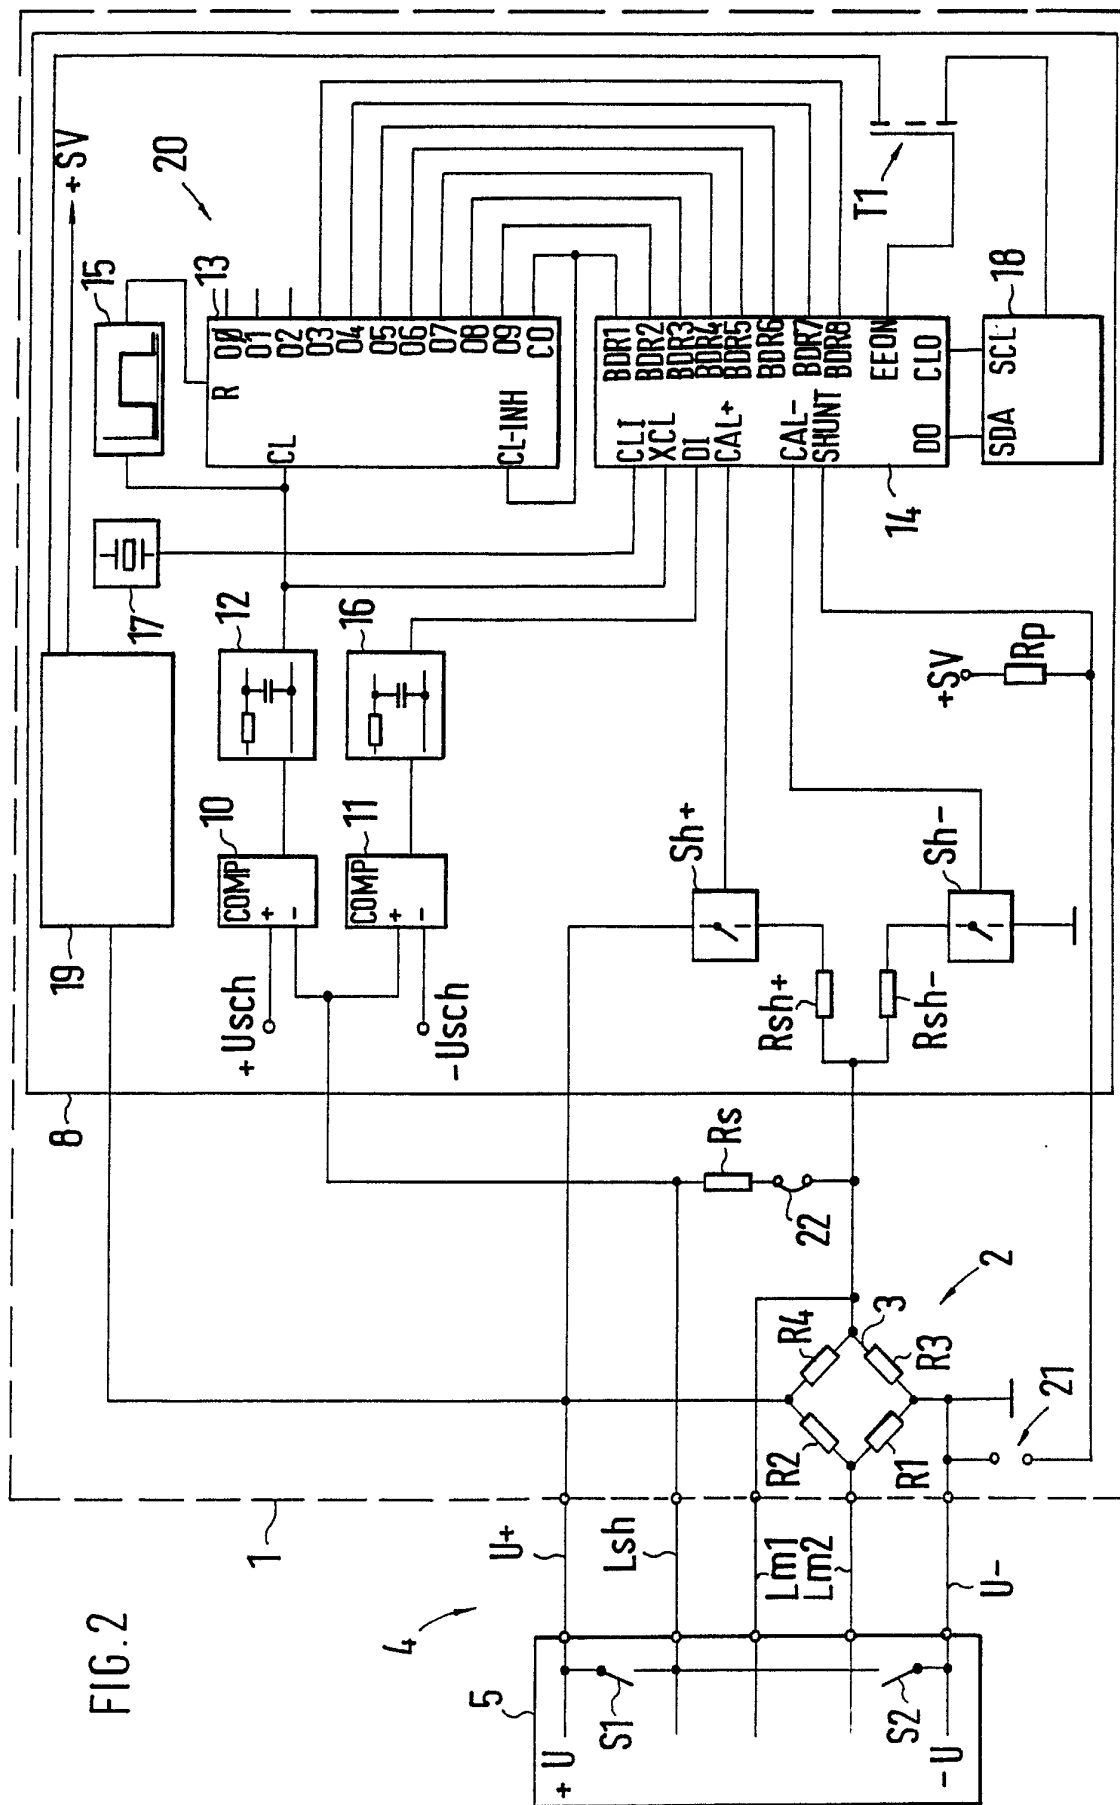 FIG.2
1
4
5
+U
-U
S1
S2
U+
Lsh
Lm1
Lm2
U-
2
3
R1
R2
R3
R4
21
22
Rs
8
19
+Usch
-Usch
10
COMP
+
-
11
COMP
+
-
12
16
17
15
20
+5V
Sh+
Sh-
Rsh+
Rsh-
+5V
Rp
13
R
CL
CL-INH
OØ
O1
O2
O3
O4
O5
O6
O7
O8
O9
CO
14
CLI
XCL
DI
CAL+
CAL-
SHUNT
DO
BDR1
BDR2
BDR3
BDR4
BDR5
BDR6
BDR7
BDR8
EEON
CLO
T1
18
SDA
SCL